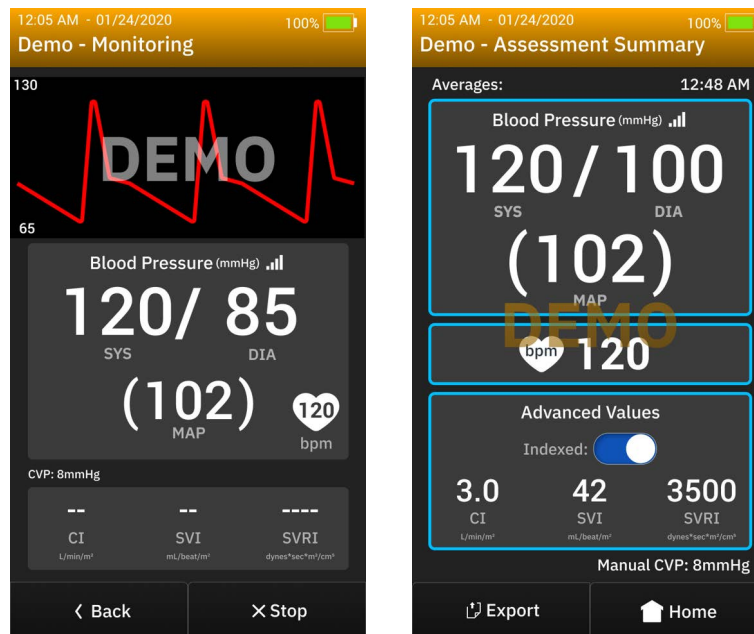 12:05 AM - 01/24/2020 100%
Demo - Monitoring
130
DEMO
65
Blood Pressure (mmHg)
120/ 85
SYS DIA
(102)
MAP
120
bpm
CVP: 8mmHg
-- -- ----
CI SVI SVRI
L/min/m² mL/beat/m² dynes*sec*m²/cm⁵
< Back × Stop
12:05 AM - 01/24/2020 100%
Demo - Assessment Summary
Averages: 12:48 AM
Blood Pressure (mmHg)
120/100
SYS DIA
(102)
MAP
DEMO
bpm 120
Advanced Values
Indexed:
3.0 42 3500
CI SVI SVRI
L/min/m² mL/beat/m² dynes*sec*m²/cm⁵
Manual CVP: 8mmHg
Export Home